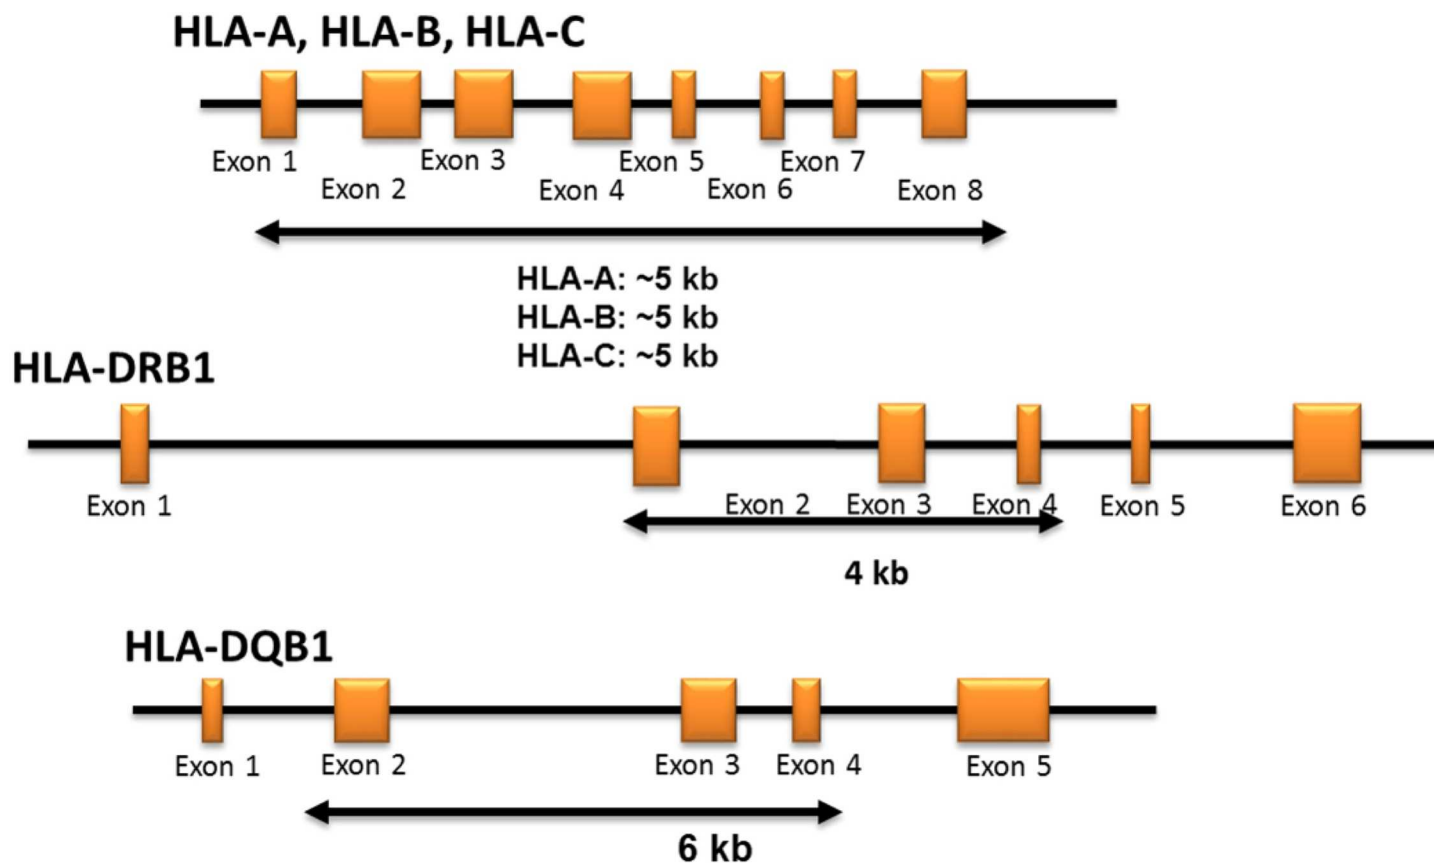 HLA-A, HLA-B, HLA-C
Exon 1 Exon 3 Exon 5 Exon 7
Exon 2 Exon 4 Exon 6 Exon 8
HLA-A: ~5 kb
HLA-B: ~5 kb
HLA-C: ~5 kb
HLA-DRB1
Exon 1 Exon 2 Exon 3 Exon 4 Exon 5 Exon 6
4 kb
HLA-DQB1
Exon 1 Exon 2 Exon 3 Exon 4 Exon 5
6 kb